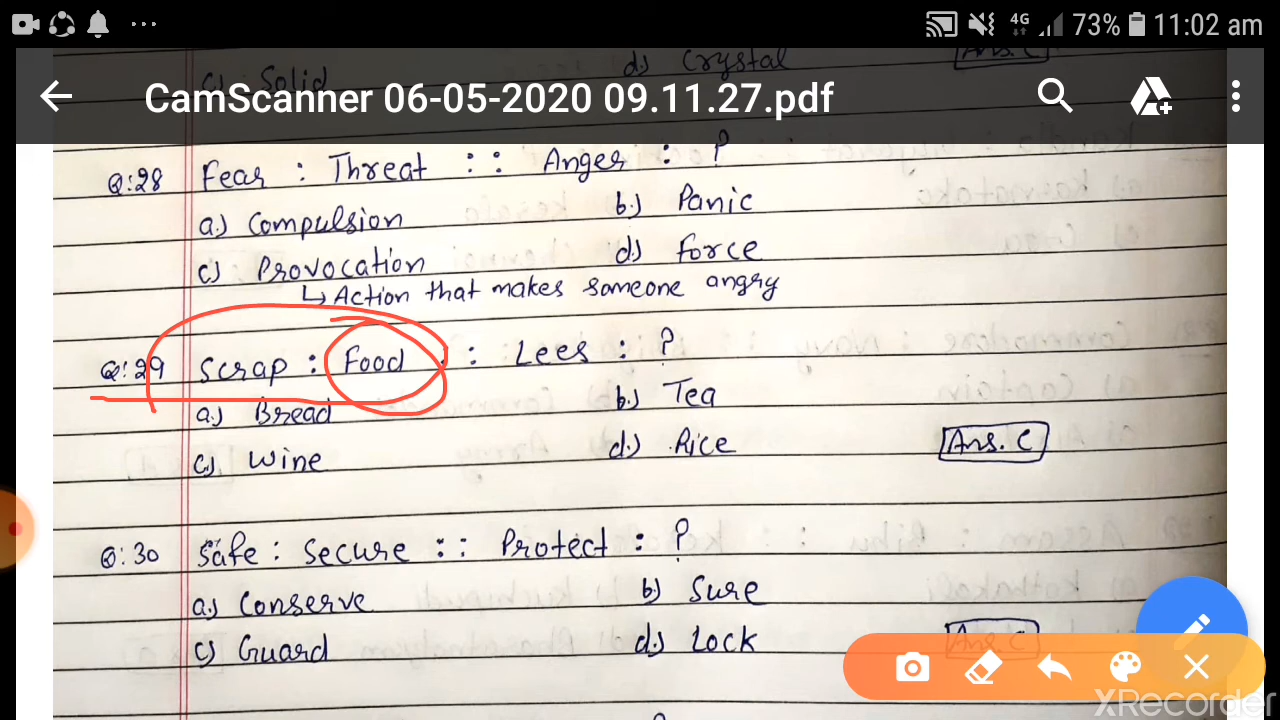 4G 73% 11:02 am
c) Solid d) Crystal Ans. C
CamScanner 06-05-2020 09.11.27.pdf
Q:28 Fear : Threat :: Anger : ?
a.) Compulsion b.) Panic
c) Provocation d.) Force
↳ Action that makes someone angry
Q:29 Scrap : Food :: Lees : ?
a.) Bread b.) Tea
c). Wine d.) Rice Ans. C
Q:30 Safe : Secure :: Protect : ?
a.) Conserve b.) Sure
c) Guard d.) Lock Ans. C
XRecorder